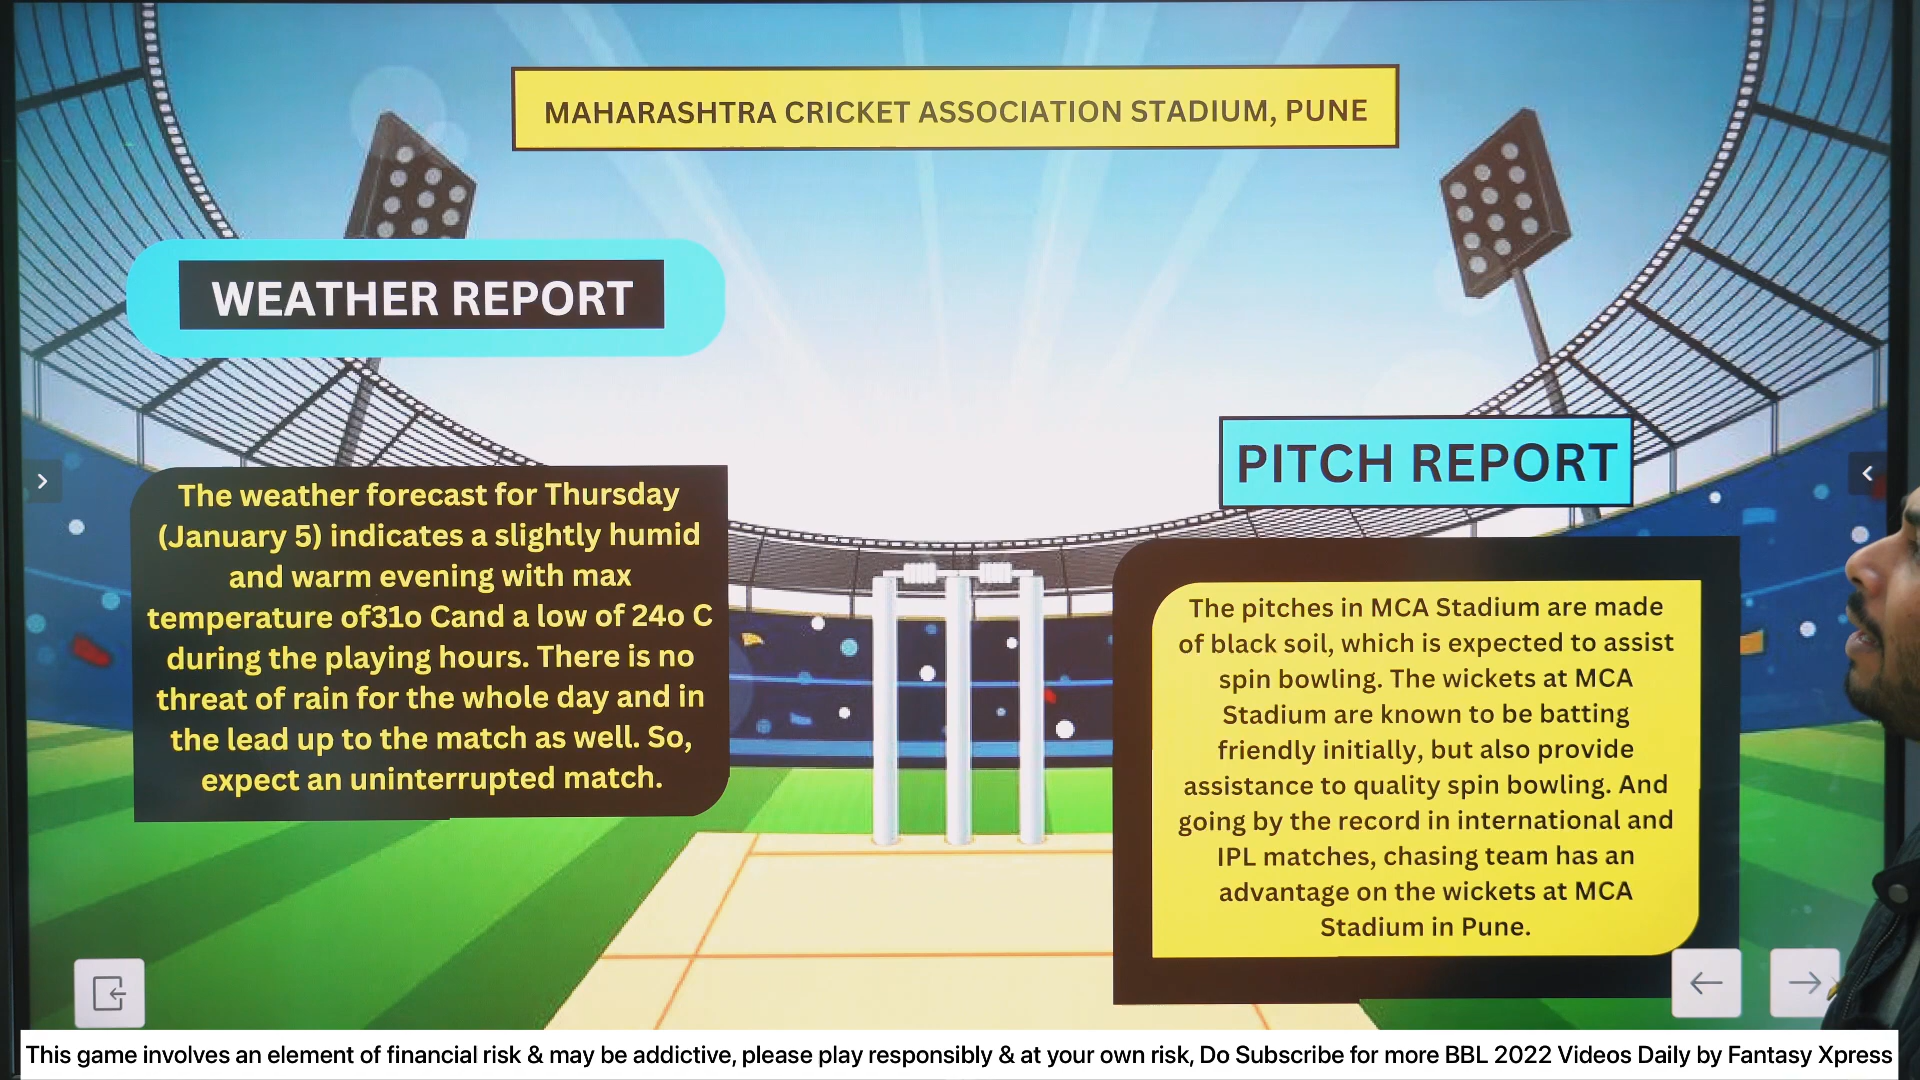 MAHARASHTRA CRICKET ASSOCIATION STADIUM, PUNE
WEATHER REPORT
The weather forecast for Thursday
(January 5) indicates a slightly humid
and warm evening with max
temperature of31o Cand a low of 24o C
during the playing hours. There is no
threat of rain for the whole day and in
the lead up to the match as well. So,
expect an uninterrupted match.
PITCH REPORT
The pitches in MCA Stadium are made
of black soil, which is expected to assist
spin bowling. The wickets at MCA
Stadium are known to be batting
friendly initially, but also provide
assistance to quality spin bowling. And
going by the record in international and
IPL matches, chasing team has an
advantage on the wickets at MCA
Stadium in Pune.
This game involves an element of financial risk & may be addictive, please play responsibly & at your own risk, Do Subscribe for more BBL 2022 Videos Daily by Fantasy Xpress